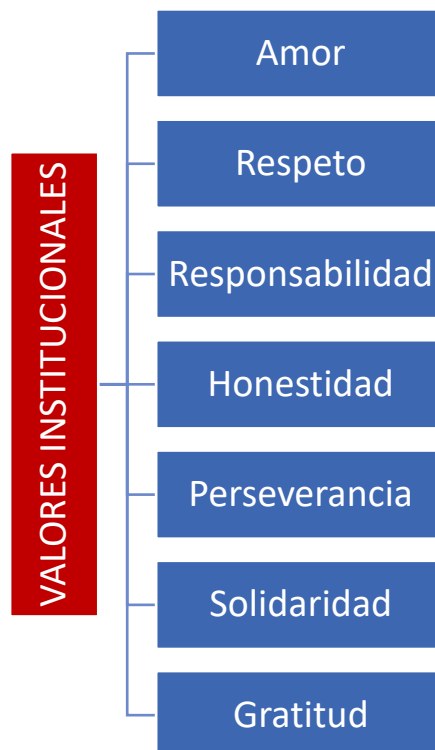 VALORES INSTITUCIONALES
Amor
Respeto
Responsabilidad
Honestidad
Perseverancia
Solidaridad
Gratitud